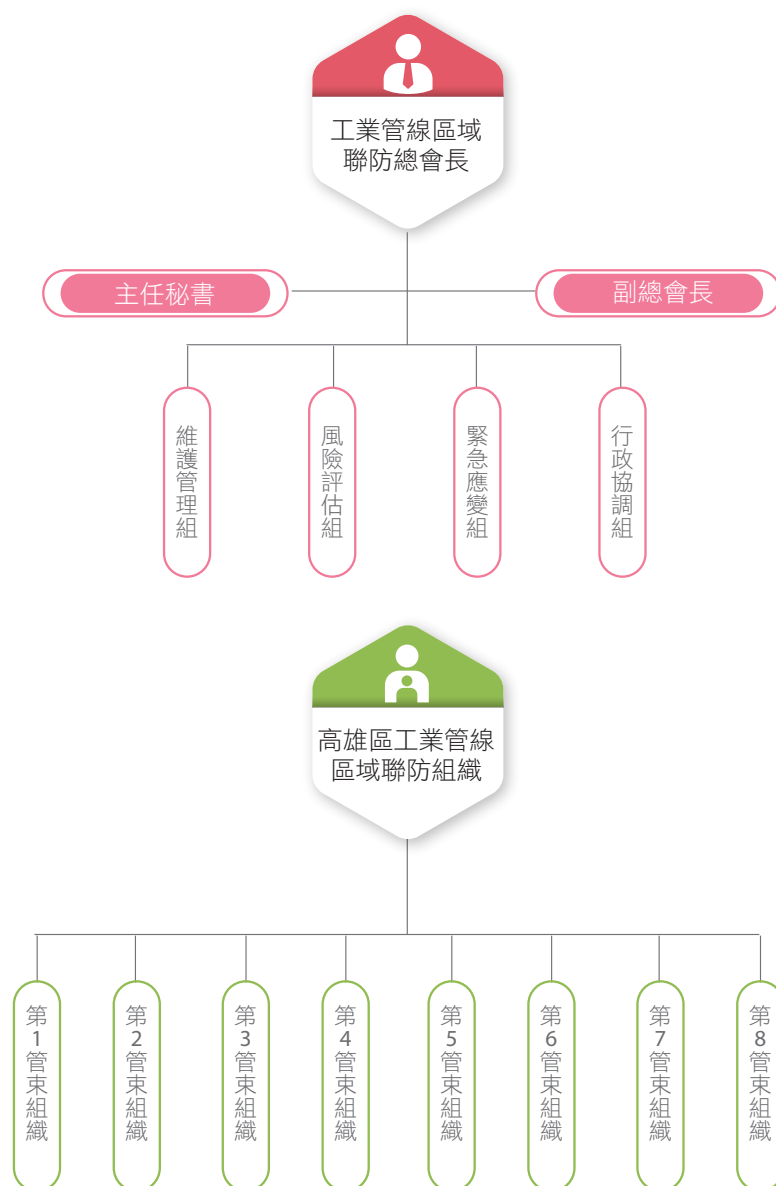 工業管線區域
聯防總會長
主任秘書
副總會長
維護管理組
風險評估組
緊急應變組
行政協調組
高雄區工業管線
區域聯防組織
第1管束組織
第2管束組織
第3管束組織
第4管束組織
第5管束組織
第6管束組織
第7管束組織
第8管束組織